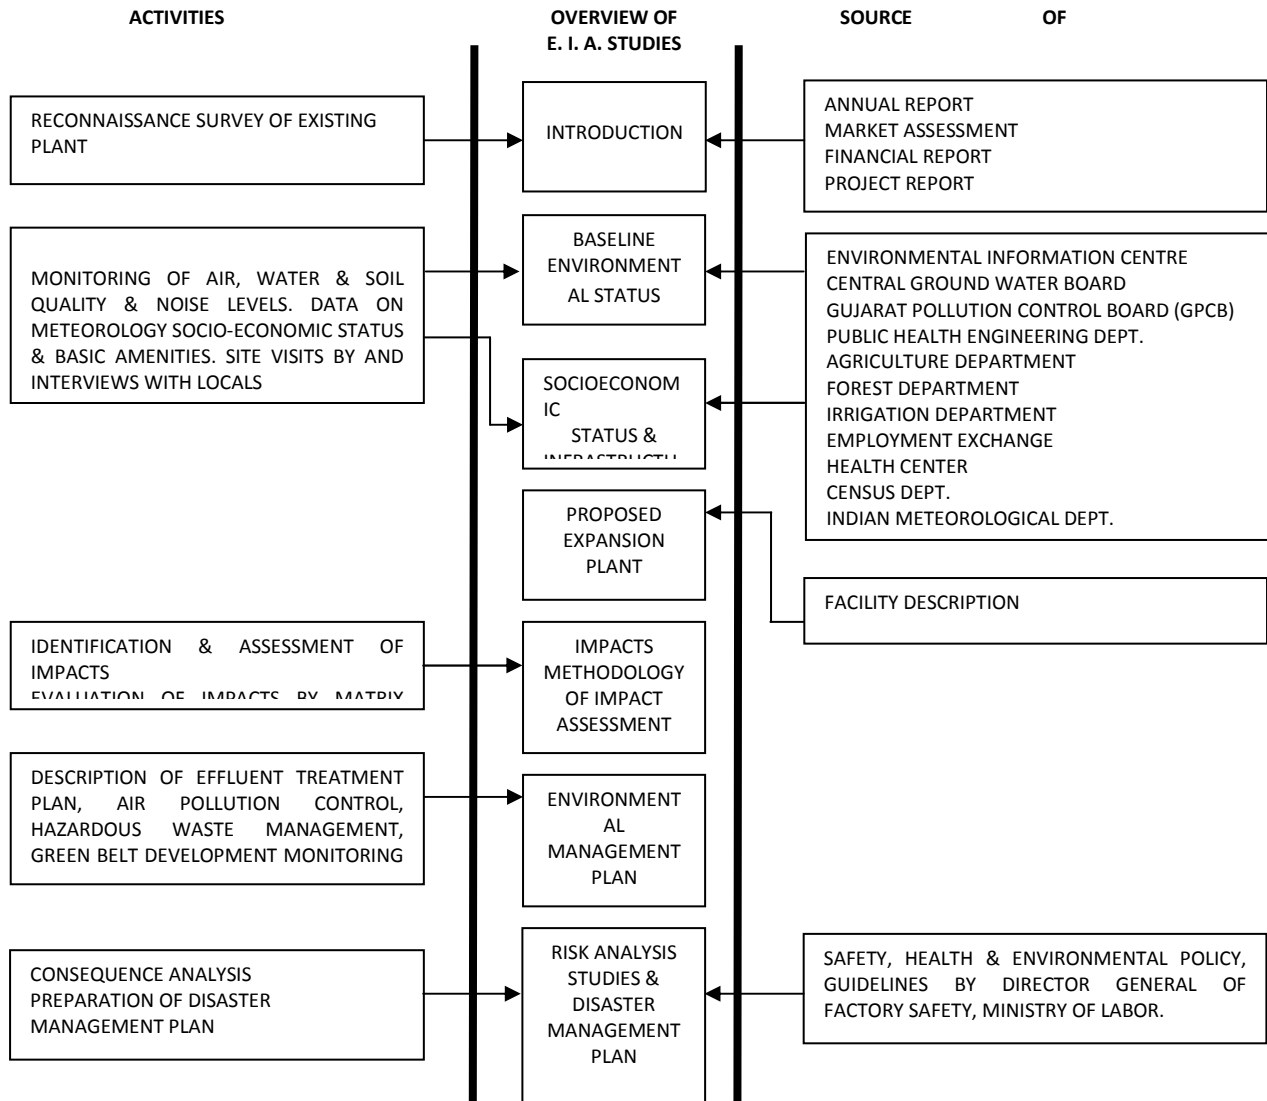 ACTIVITIES
OVERVIEW OF
E. I. A. STUDIES
SOURCE OF
RECONNAISSANCE SURVEY OF EXISTING
PLANT
INTRODUCTION
ANNUAL REPORT
MARKET ASSESSMENT
FINANCIAL REPORT
PROJECT REPORT
MONITORING OF AIR, WATER & SOIL
QUALITY & NOISE LEVELS. DATA ON
METEOROLOGY SOCIO-ECONOMIC STATUS
& BASIC AMENITIES. SITE VISITS BY AND
INTERVIEWS WITH LOCALS
BASELINE
ENVIRONMENT
AL STATUS
SOCIOECONOM
IC
STATUS &
INFRASTRUCTU
ENVIRONMENTAL INFORMATION CENTRE
CENTRAL GROUND WATER BOARD
GUJARAT POLLUTION CONTROL BOARD (GPCB)
PUBLIC HEALTH ENGINEERING DEPT.
AGRICULTURE DEPARTMENT
FOREST DEPARTMENT
IRRIGATION DEPARTMENT
EMPLOYMENT EXCHANGE
HEALTH CENTER
CENSUS DEPT.
INDIAN METEOROLOGICAL DEPT.
PROPOSED
EXPANSION
PLANT
FACILITY DESCRIPTION
IDENTIFICATION & ASSESSMENT OF
IMPACTS
EVALUATION OF IMPACTS BY MATRIX
IMPACTS
METHODOLOGY
OF IMPACT
ASSESSMENT
DESCRIPTION OF EFFLUENT TREATMENT
PLAN, AIR POLLUTION CONTROL,
HAZARDOUS WASTE MANAGEMENT,
GREEN BELT DEVELOPMENT MONITORING
ENVIRONMENT
AL
MANAGEMENT
PLAN
CONSEQUENCE ANALYSIS
PREPARATION OF DISASTER
MANAGEMENT PLAN
RISK ANALYSIS
STUDIES &
DISASTER
MANAGEMENT
PLAN
SAFETY, HEALTH & ENVIRONMENTAL POLICY,
GUIDELINES BY DIRECTOR GENERAL OF
FACTORY SAFETY, MINISTRY OF LABOR.